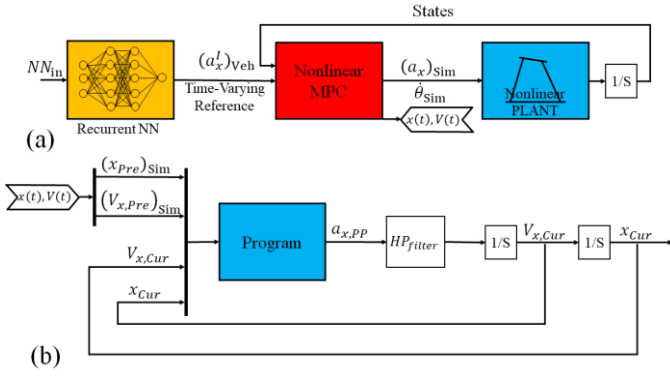 States
NN_in
(a_x^I)_Veh
Time-Varying
Reference
Recurrent NN
Nonlinear
MPC
(a_x)_Sim
θ̇_Sim
x(t), V(t)
Nonlinear
PLANT
1/S
(a)
x(t), V(t)
(x_Pre)_Sim
(V_x,Pre)_Sim
V_x,Cur
x_Cur
Program
a_x,PP
HP_filter
1/S
V_x,Cur
1/S
x_Cur
(b)